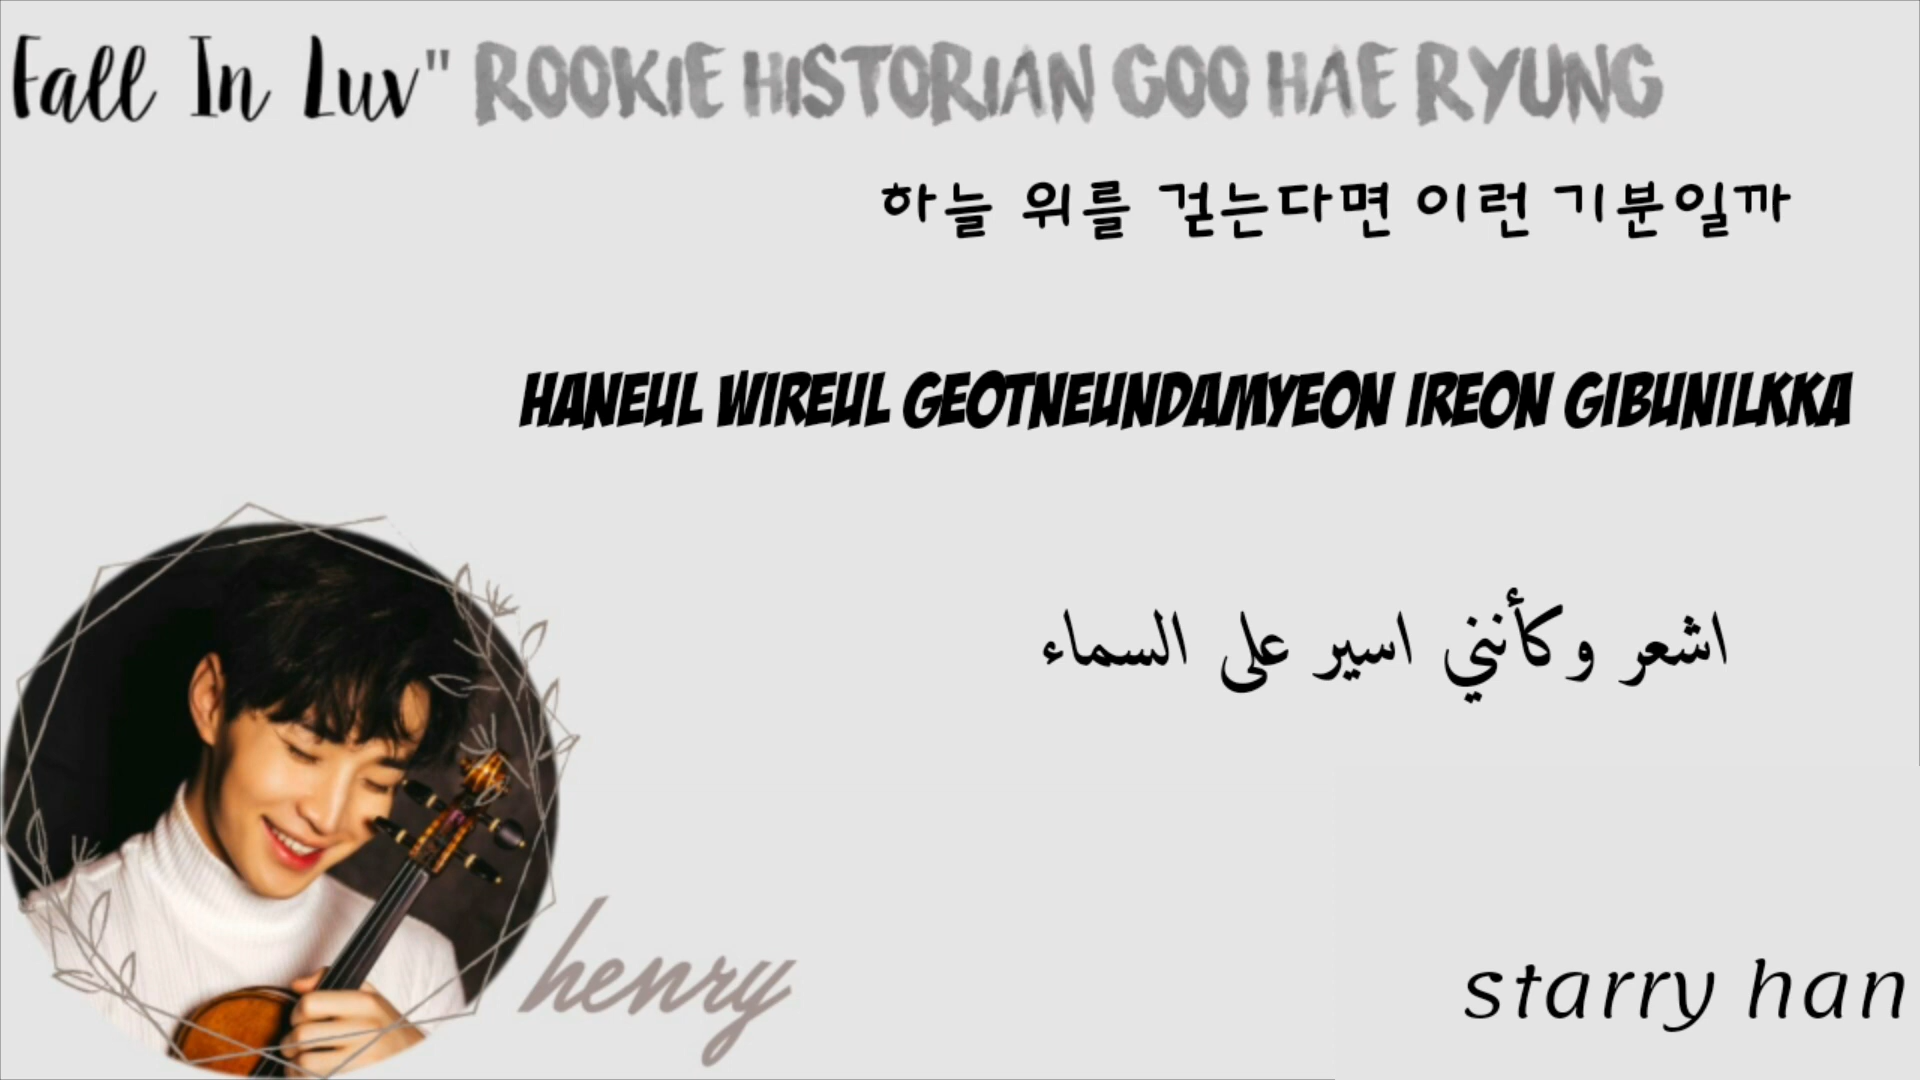 Fall In Luv" ROOKIE HISTORIAN GOO HAE RYUNG
하늘 위를 걷는다면 이런 기분일까
HANEUL WIREUL GEOTNEUNDAMYEON IREON GIBUNILKKA
اشعر وكأنني اسير على السماء
henry
starry han